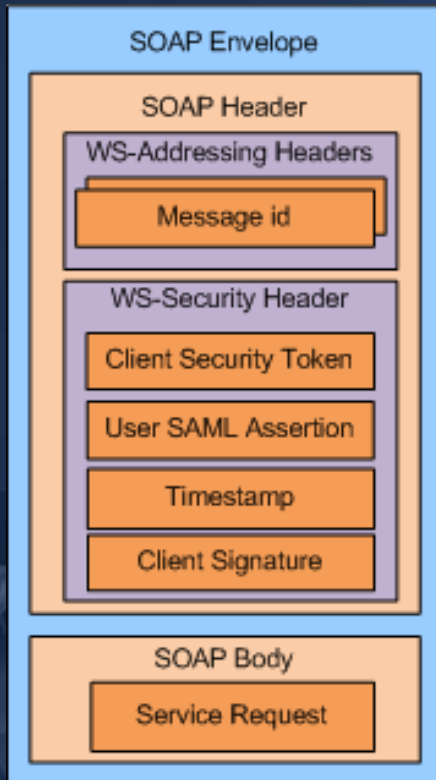 SOAP Envelope
SOAP Header
WS-Addressing Headers
Message id
WS-Security Header
Client Security Token
User SAML Assertion
Timestamp
Client Signature
SOAP Body
Service Request